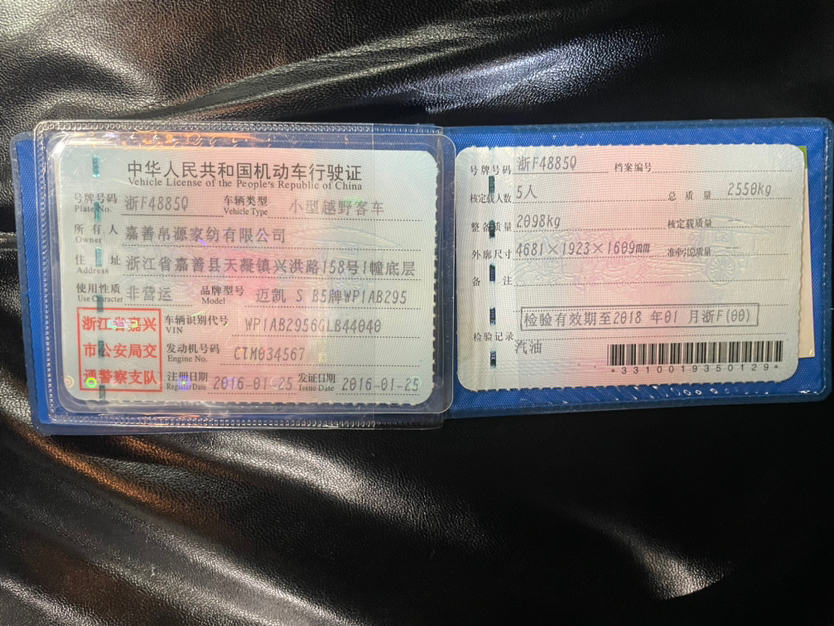 中华人民共和国机动车行驶证
Vehicle License of the People's Republic of China
号牌号码 浙F4885Q 车辆类型 小型越野客车
Plate No. Vehicle Type
所有人 嘉善帛源家纺有限公司
Owner
住址 浙江省嘉善县天凝镇兴洪路158号1幢底层
Address
使用性质 非营运 品牌型号 迈凯 S B5牌WP1AB295
Use Character Model
浙江省嘉兴
市公安局交
通警察支队
车辆识别代号 WP1AB2956GLB44040
VIN
发动机号码 CTM034567
Engine No.
注册日期 2016-01-25 发证日期 2016-01-25
Register Date Issue Date
号牌号码 浙F4885Q 档案编号
核定载人数 5人 总质量 2550kg
整备质量 2098kg 核定载质量
外廓尺寸 4681×1923×1609mm 准牵引总质量
备注
检验有效期至2018年01月浙F(00)
检验记录
汽油
*3310019350129*